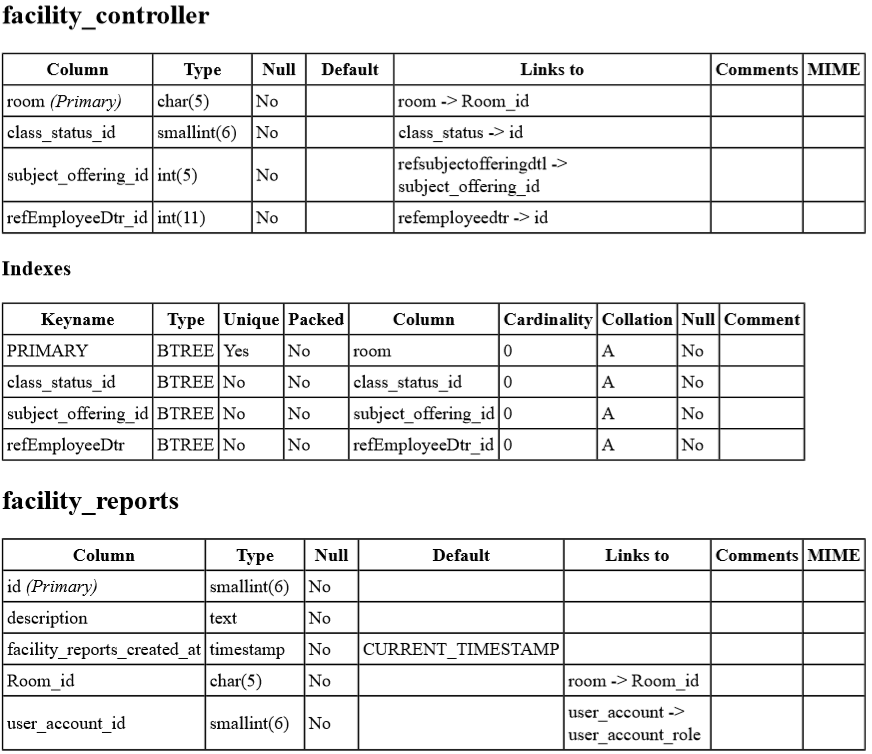 facility_controller
Column Type Null Default Links to Comments MIME
room (Primary) char(5) No room -> Room_id
class_status_id smallint(6) No class_status -> id
subject_offering_id int(5) No refsubjectofferingdtl ->
subject_offering_id
refEmployeeDtr_id int(11) No refemployeedtr -> id
Indexes
Keyname Type Unique Packed Column Cardinality Collation Null Comment
PRIMARY BTREE Yes No room 0 A No
class_status_id BTREE No No class_status_id 0 A No
subject_offering_id BTREE No No subject_offering_id 0 A No
refEmployeeDtr BTREE No No refEmployeeDtr_id 0 A No
facility_reports
Column Type Null Default Links to Comments MIME
id (Primary) smallint(6) No
description text No
facility_reports_created_at timestamp No CURRENT_TIMESTAMP
Room_id char(5) No room -> Room_id
user_account_id smallint(6) No user_account ->
user_account_role